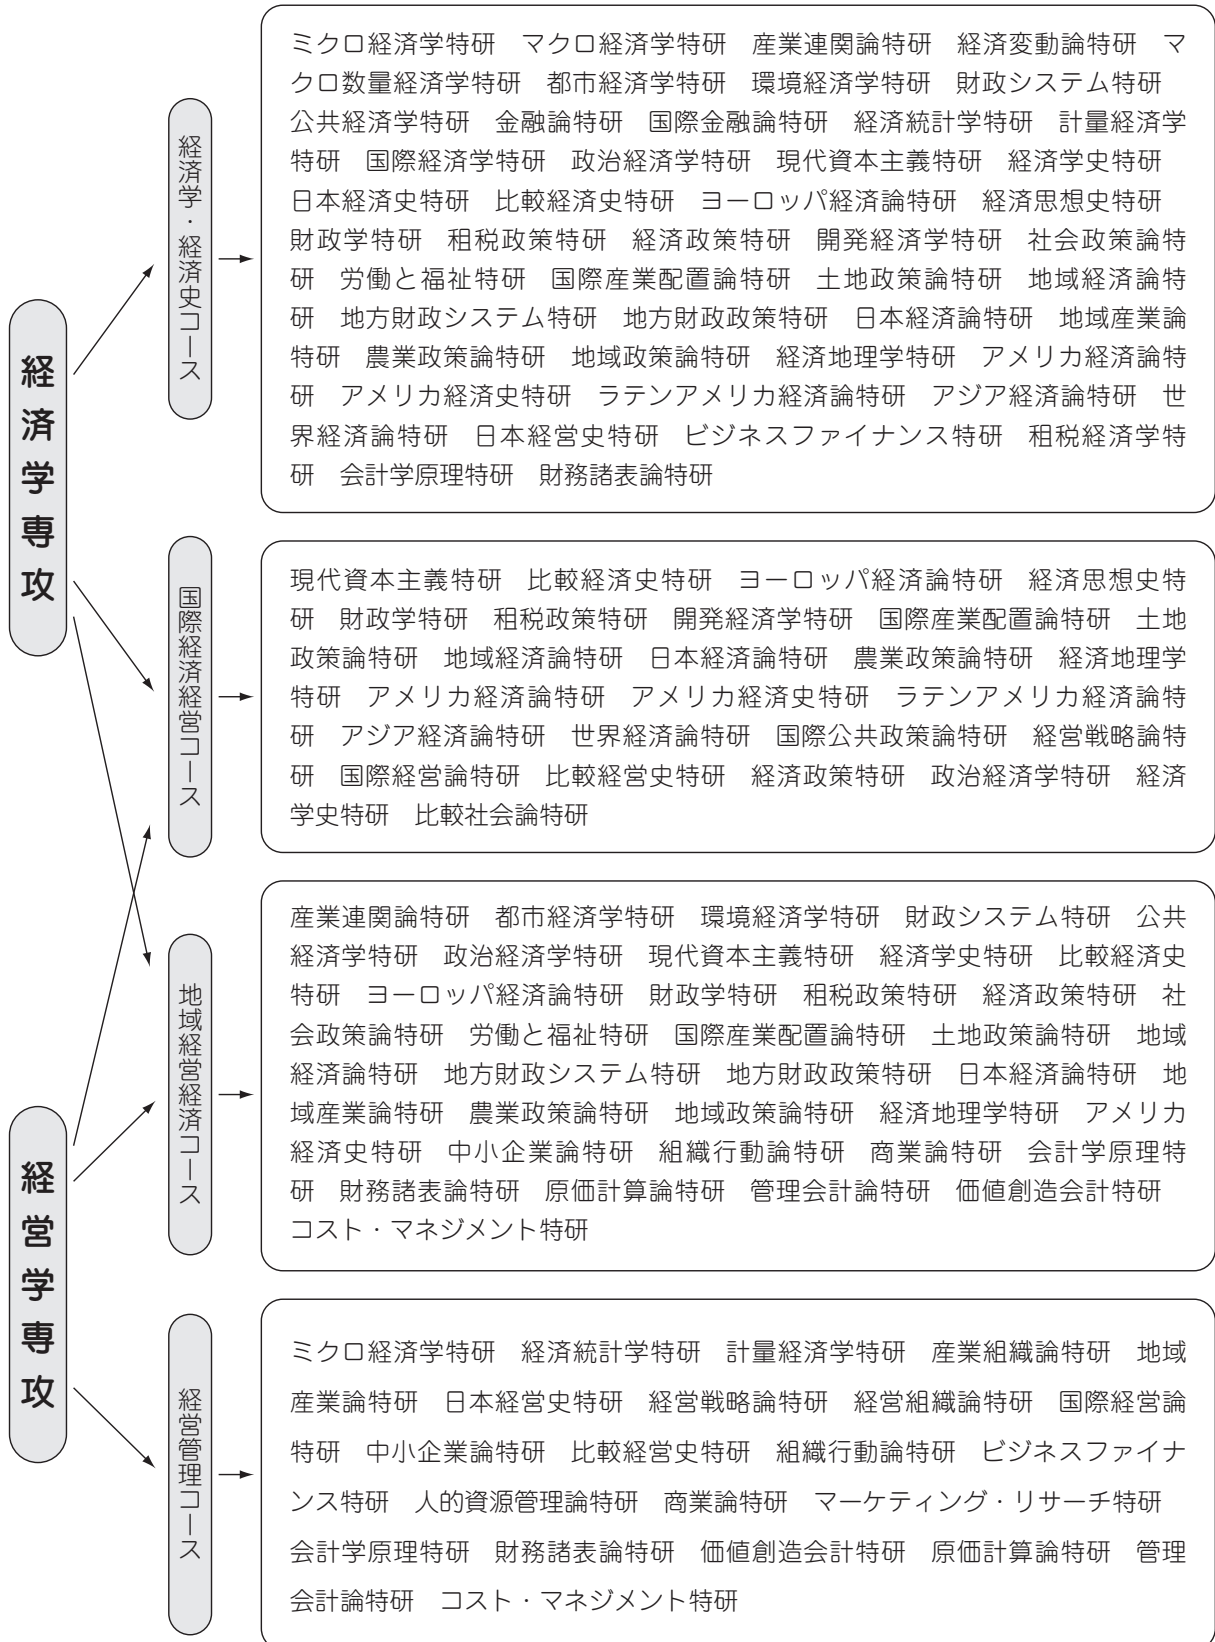 経済学専攻
経済学・経済史コース
ミクロ経済学特研　マクロ経済学特研　産業連関論特研　経済変動論特研　マ
クロ数量経済学特研　都市経済学特研　環境経済学特研　財政システム特研
公共経済学特研　金融論特研　国際金融論特研　経済統計学特研　計量経済学
特研　国際経済学特研　政治経済学特研　現代資本主義特研　経済学史特研
日本経済史特研　比較経済史特研　ヨーロッパ経済論特研　経済思想史特研
財政学特研　租税政策特研　経済政策特研　開発経済学特研　社会政策論特
研　労働と福祉特研　国際産業配置論特研　土地政策論特研　地域経済論特
研　地方財政システム特研　地方財政政策特研　日本経済論特研　地域産業論
特研　農業政策論特研　地域政策論特研　経済地理学特研　アメリカ経済論特
研　アメリカ経済史特研　ラテンアメリカ経済論特研　アジア経済論特研　世
界経済論特研　日本経営史特研　ビジネスファイナンス特研　租税経済学特
研　会計学原理特研　財務諸表論特研
国際経済経営コース
現代資本主義特研　比較経済史特研　ヨーロッパ経済論特研　経済思想史特
研　財政学特研　租税政策特研　開発経済学特研　国際産業配置論特研　土地
政策論特研　地域経済論特研　日本経済論特研　農業政策論特研　経済地理学
特研　アメリカ経済論特研　アメリカ経済史特研　ラテンアメリカ経済論特
研　アジア経済論特研　世界経済論特研　国際公共政策論特研　経営戦略論特
研　国際経営論特研　比較経営史特研　経済政策特研　政治経済学特研　経済
学史特研　比較社会論特研
経営学専攻
地域経営経済コース
産業連関論特研　都市経済学特研　環境経済学特研　財政システム特研　公共
経済学特研　政治経済学特研　現代資本主義特研　経済学史特研　比較経済史
特研　ヨーロッパ経済論特研　財政学特研　租税政策特研　経済政策特研　社
会政策論特研　労働と福祉特研　国際産業配置論特研　土地政策論特研　地域
経済論特研　地方財政システム特研　地方財政政策特研　日本経済論特研　地
域産業論特研　農業政策論特研　地域政策論特研　経済地理学特研　アメリカ
経済史特研　中小企業論特研　組織行動論特研　商業論特研　会計学原理特
研　財務諸表論特研　原価計算論特研　管理会計論特研　価値創造会計特研
コスト・マネジメント特研
経営管理コース
ミクロ経済学特研　経済統計学特研　計量経済学特研　産業組織論特研　地域
産業論特研　日本経営史特研　経営戦略論特研　経営組織論特研　国際経営論
特研　中小企業論特研　比較経営史特研　組織行動論特研　ビジネスファイナ
ンス特研　人的資源管理論特研　商業論特研　マーケティング・リサーチ特研
会計学原理特研　財務諸表論特研　価値創造会計特研　原価計算論特研　管理
会計論特研　コスト・マネジメント特研